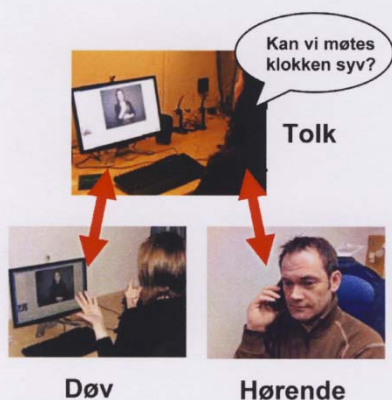 Kan vi møtes
klokken syv?
Tolk
Døv
Hørende